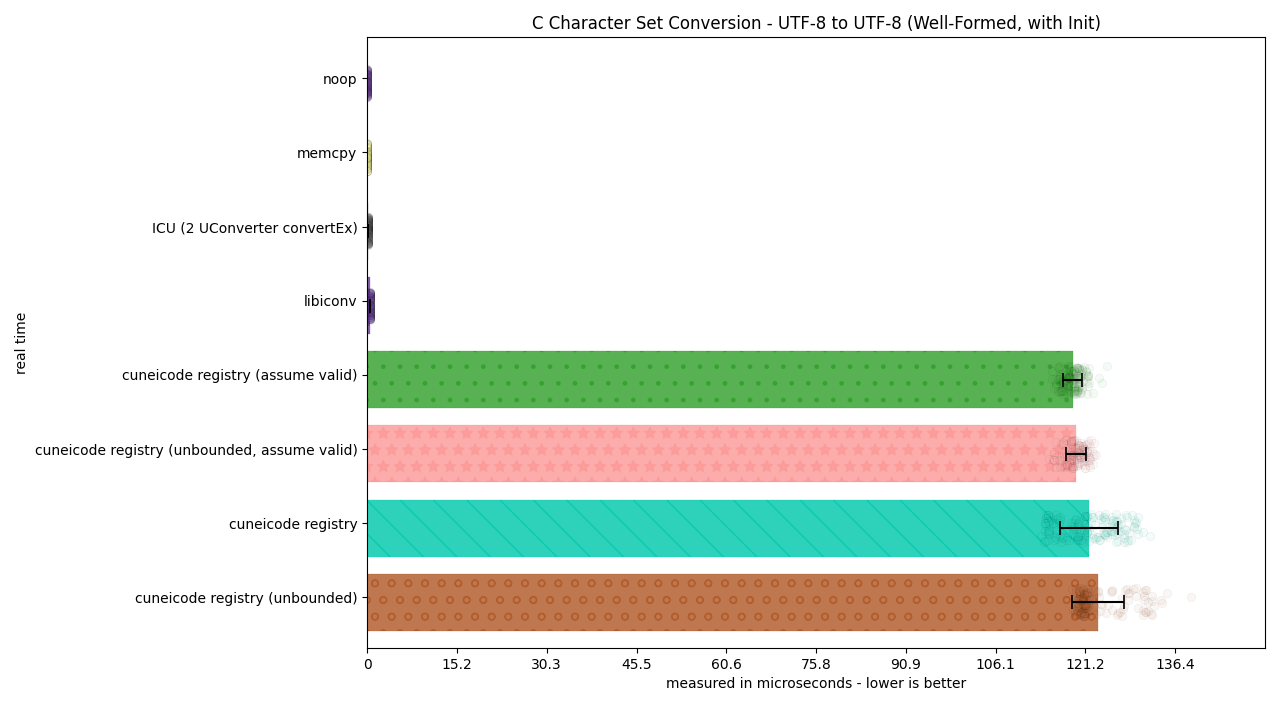 C Character Set Conversion - UTF-8 to UTF-8 (Well-Formed, with Init)
real time
noop
memcpy
ICU (2 UConverter convertEx)
libiconv
cuneicode registry (assume valid)
cuneicode registry (unbounded, assume valid)
cuneicode registry
cuneicode registry (unbounded)
0 15.2 30.3 45.5 60.6 75.8 90.9 106.1 121.2 136.4
measured in microseconds - lower is better